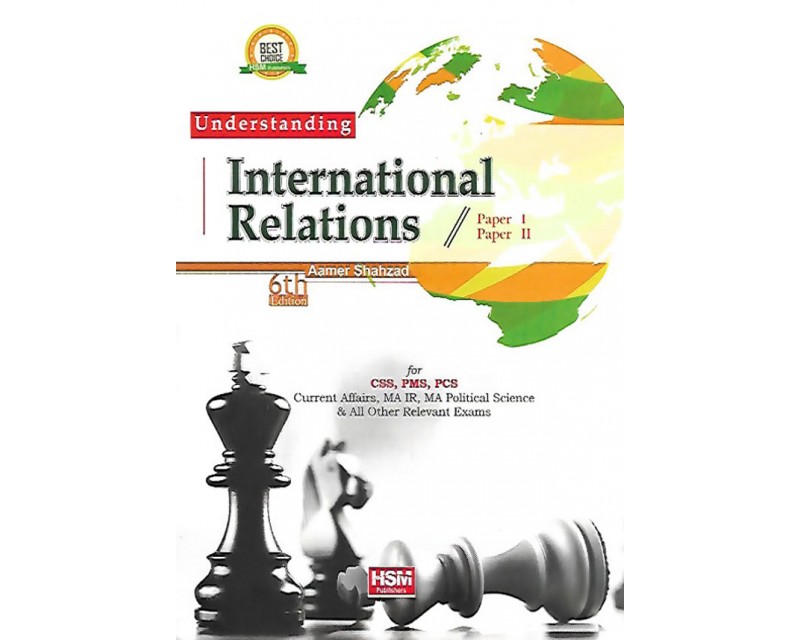 BEST
CHOICE
HSM Publishers
Understanding
International
Relations
Paper I
Paper II
Aamer Shahzad
6th
Edition
for
CSS, PMS, PCS
Current Affairs, MA IR, MA Political Science
& All Other Relevant Exams
HSM
Publishers